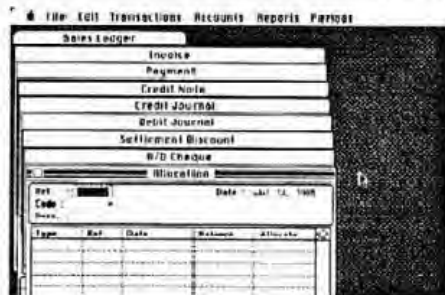 File Edit Transactions Accounts Reports Period
Sales Ledger
Invoice
Payment
Credit Note
Credit Journal
Debit Journal
Settlement Discount
R/D Cheque
Allocation
Ref
Date :
Code :
Type Ref Date Balance Allocate